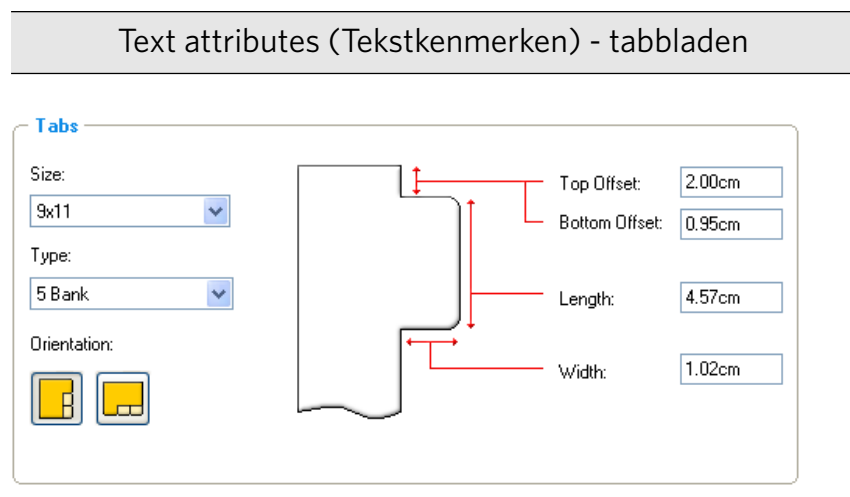 Text attributes (Tekstkenmerken) - tabbladen
Tabs
Size:
9x11
Type:
5 Bank
Orientation:
Top Offset: 2.00cm
Bottom Offset: 0.95cm
Length: 4.57cm
Width: 1.02cm